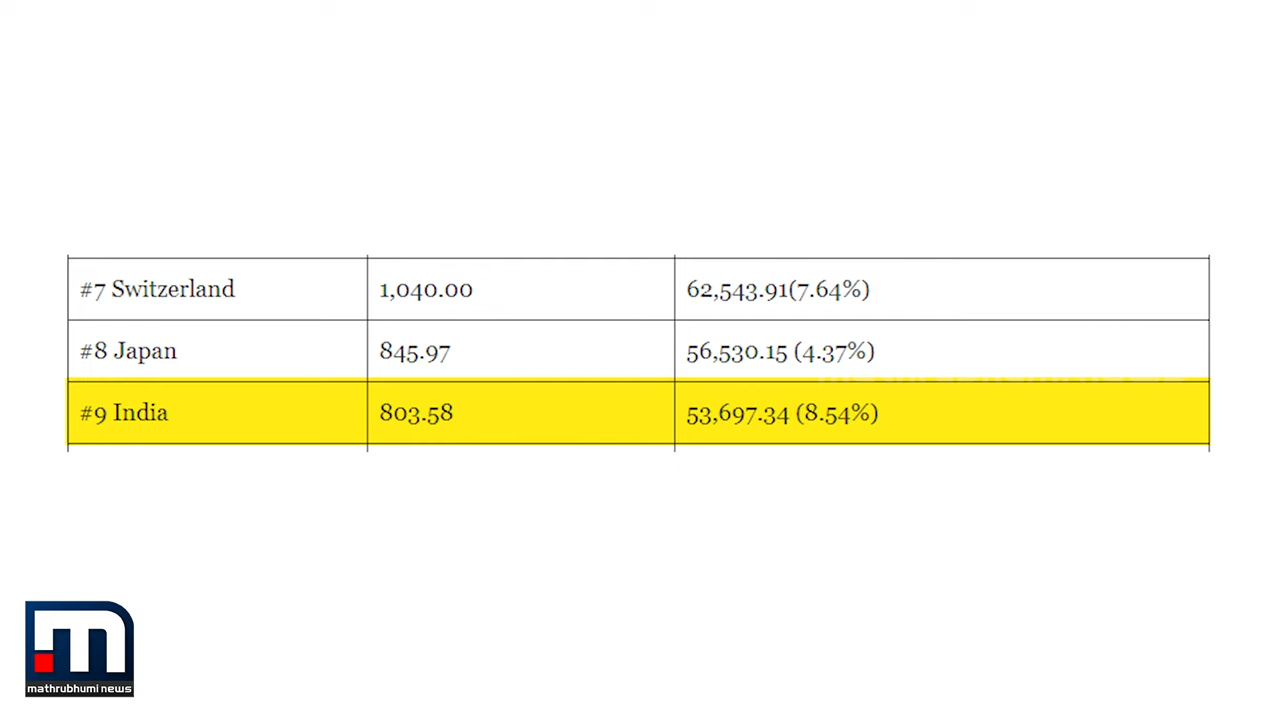 #7 Switzerland 1,040.00 62,543.91(7.64%)
#8 Japan 845.97 56,530.15 (4.37%)
#9 India 803.58 53,697.34 (8.54%)
mathrubhumi news